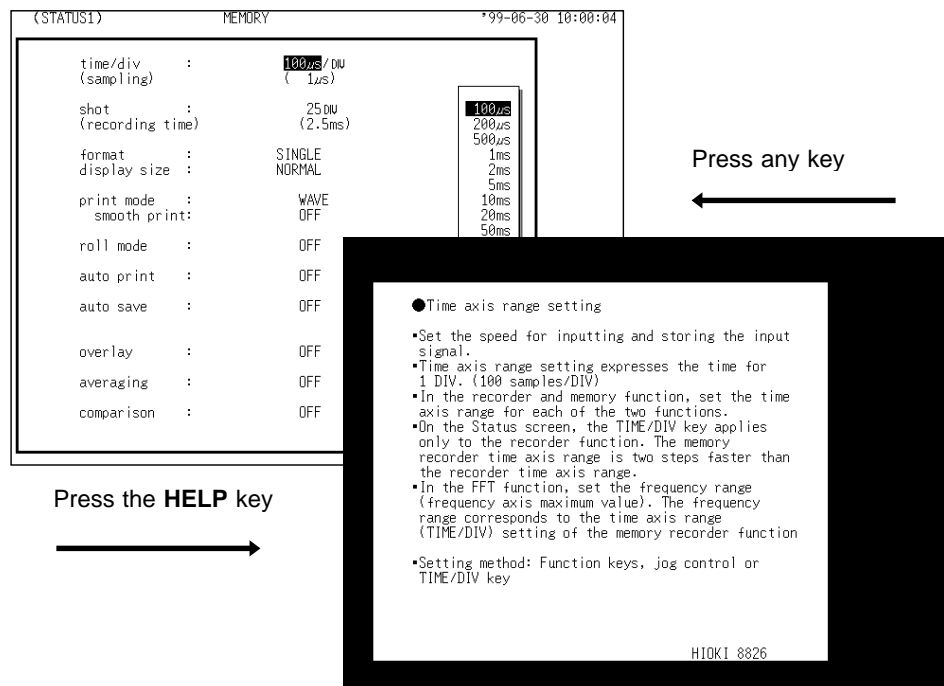 (STATUS1) MEMORY '99-06-30 10:00:04
time/div : 100µs/DIV
(sampling) ( 1µs)
shot : 25DIV
(recording time) (2.5ms)
format : SINGLE
display size : NORMAL
print mode : WAVE
smooth print: OFF
roll mode : OFF
auto print : OFF
auto save : OFF
overlay : OFF
averaging : OFF
comparison : OFF
100µs
200µs
500µs
1ms
2ms
5ms
10ms
20ms
50ms
Press any key
Press the HELP key
●Time axis range setting
▪Set the speed for inputting and storing the input
signal.
▪Time axis range setting expresses the time for
1 DIV. (100 samples/DIV)
▪In the recorder and memory function, set the time
axis range for each of the two functions.
▪On the Status screen, the TIME/DIV key applies
only to the recorder function. The memory
recorder time axis range is two steps faster than
the recorder time axis range.
▪In the FFT function, set the frequency range
(frequency axis maximum value). The frequency
range corresponds to the time axis range
(TIME/DIV) setting of the memory recorder function
▪Setting method: Function keys, jog control or
TIME/DIV key
HIOKI 8826